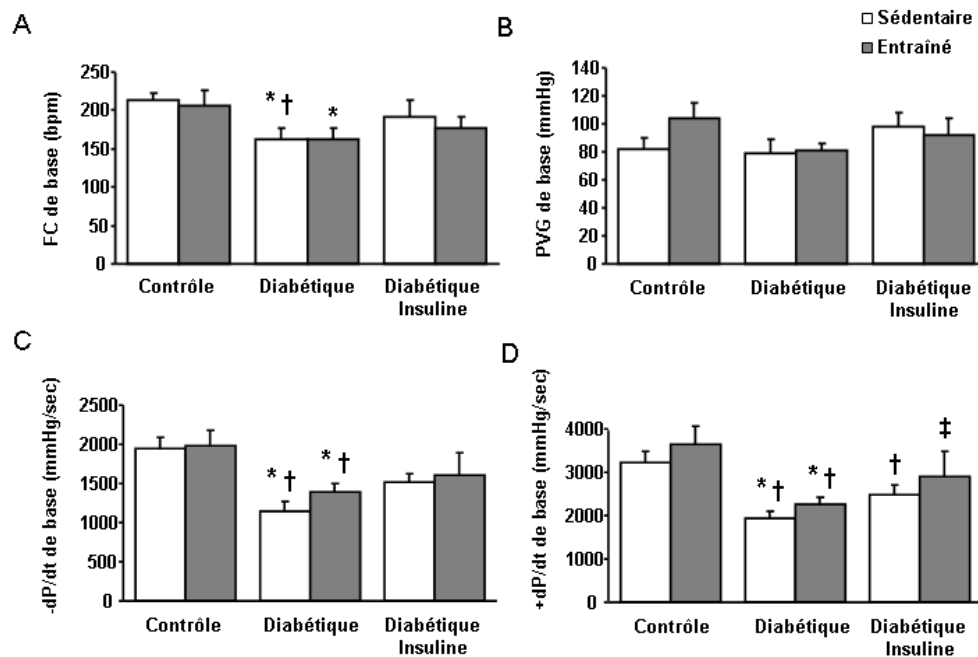 A
FC de base (bpm)
250
200
150
100
50
0
* †
*
Contrôle
Diabétique
Diabétique
Insuline
B
Sédentaire
Entraîné
PVG de base (mmHg)
140
120
100
80
60
40
20
0
Contrôle
Diabétique
Diabétique
Insuline
C
-dP/dt de base (mmHg/sec)
2500
2000
1500
1000
500
0
* †
* †
Contrôle
Diabétique
Diabétique
Insuline
D
+dP/dt de base (mmHg/sec)
4000
3000
2000
1000
0
* †
* †
†
‡
Contrôle
Diabétique
Diabétique
Insuline